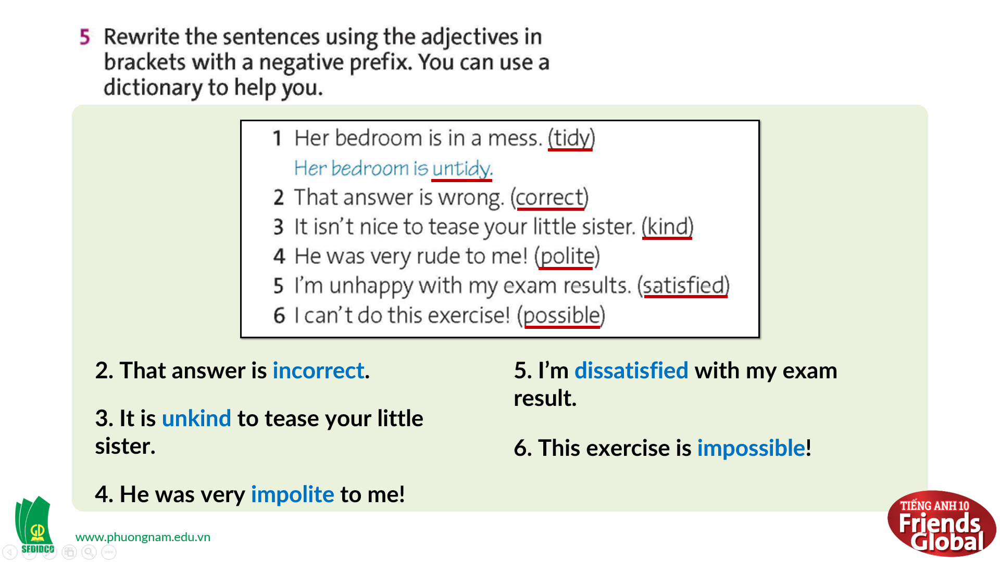 5 Rewrite the sentences using the adjectives in
brackets with a negative prefix. You can use a
dictionary to help you.
1 Her bedroom is in a mess. (tidy)
Her bedroom is untidy.
2 That answer is wrong. (correct)
3 It isn't nice to tease your little sister. (kind)
4 He was very rude to me! (polite)
5 I'm unhappy with my exam results. (satisfied)
6 I can't do this exercise! (possible)
2. That answer is incorrect.
3. It is unkind to tease your little
sister.
4. He was very impolite to me!
5. I’m dissatisfied with my exam
result.
6. This exercise is impossible!
GD
SEDIDCO
www.phuongnam.edu.vn
TIẾNG ANH 10
Friends
Global